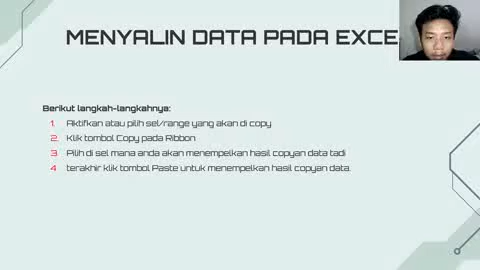 MENYALIN DATA PADA EXCE
Berikut langkah-langkahnya:
1. Aktifkan atau pilih sel/range yang akan di copy
2. Klik tombol Copy pada Ribbon
3 Pilih di sel mana anda akan menempelkan hasil copyan data tadi
4 terakhir klik tombol Paste untuk menempelkan hasil copyan data.